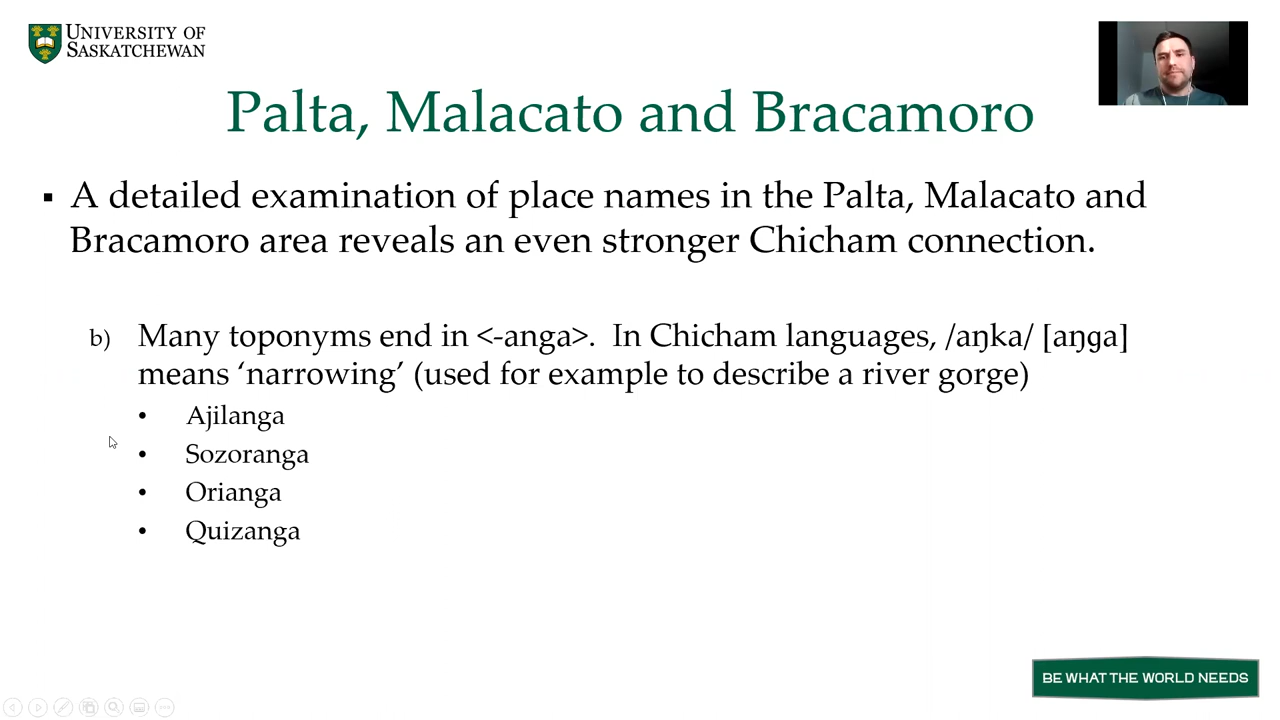 UNIVERSITY OF
SASKATCHEWAN
Palta, Malacato and Bracamoro
▪ A detailed examination of place names in the Palta, Malacato and
Bracamoro area reveals an even stronger Chicham connection.
b) Many toponyms end in <-anga>. In Chicham languages, /aŋka/ [aŋɡa]
means ‘narrowing’ (used for example to describe a river gorge)
• Ajilanga
• Sozoranga
• Orianga
• Quizanga
BE WHAT THE WORLD NEEDS